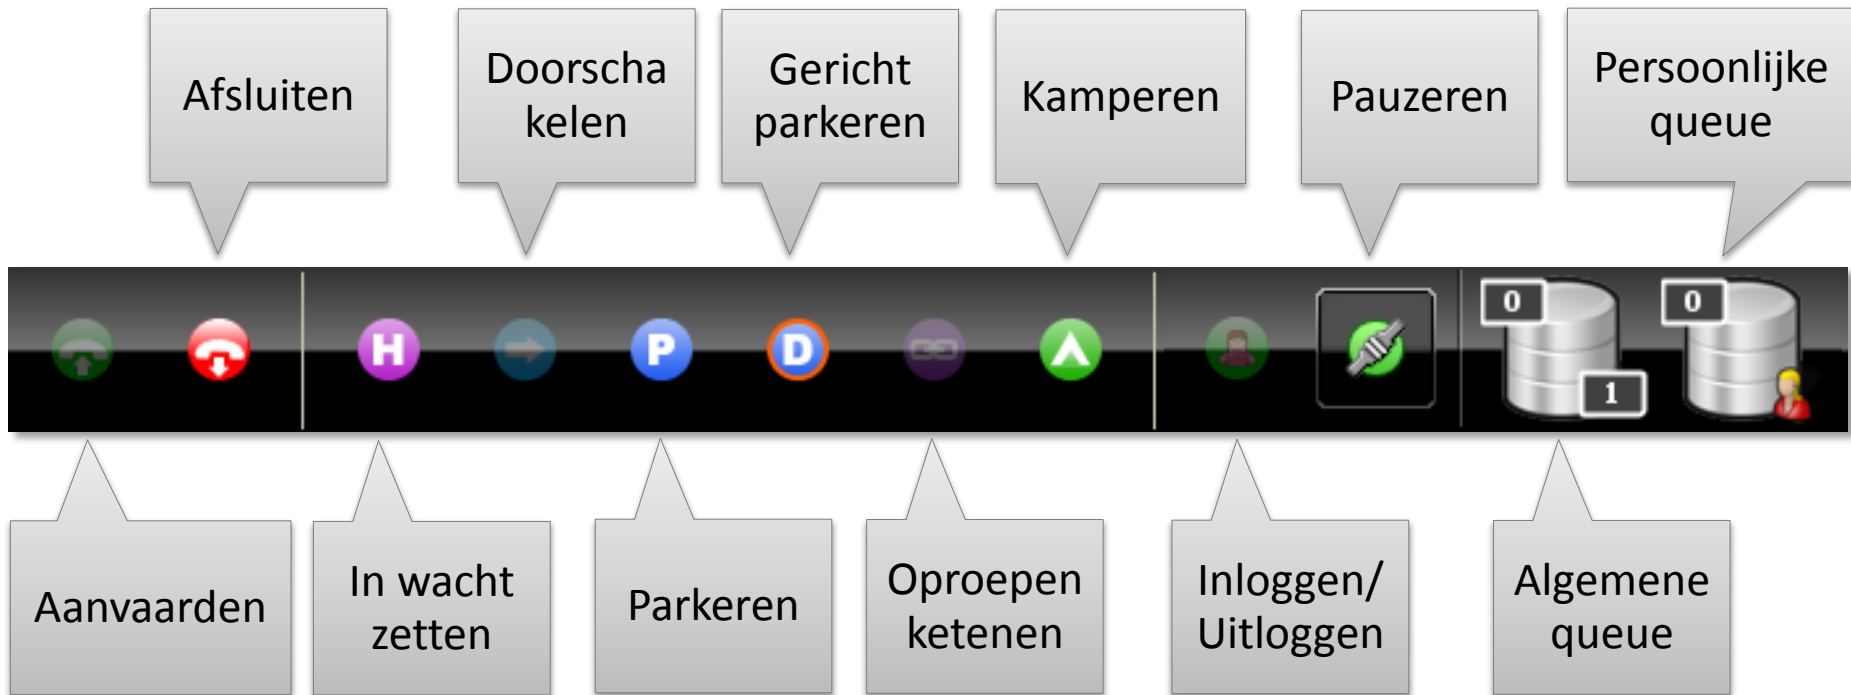 Afsluiten
Doorscha
kelen
Gericht
parkeren
Kamperen
Pauzeren
Persoonlijke
queue
H
P
D
0
1
0
Aanvaarden
In wacht
zetten
Parkeren
Oproepen
ketenen
Inloggen/
Uitloggen
Algemene
queue